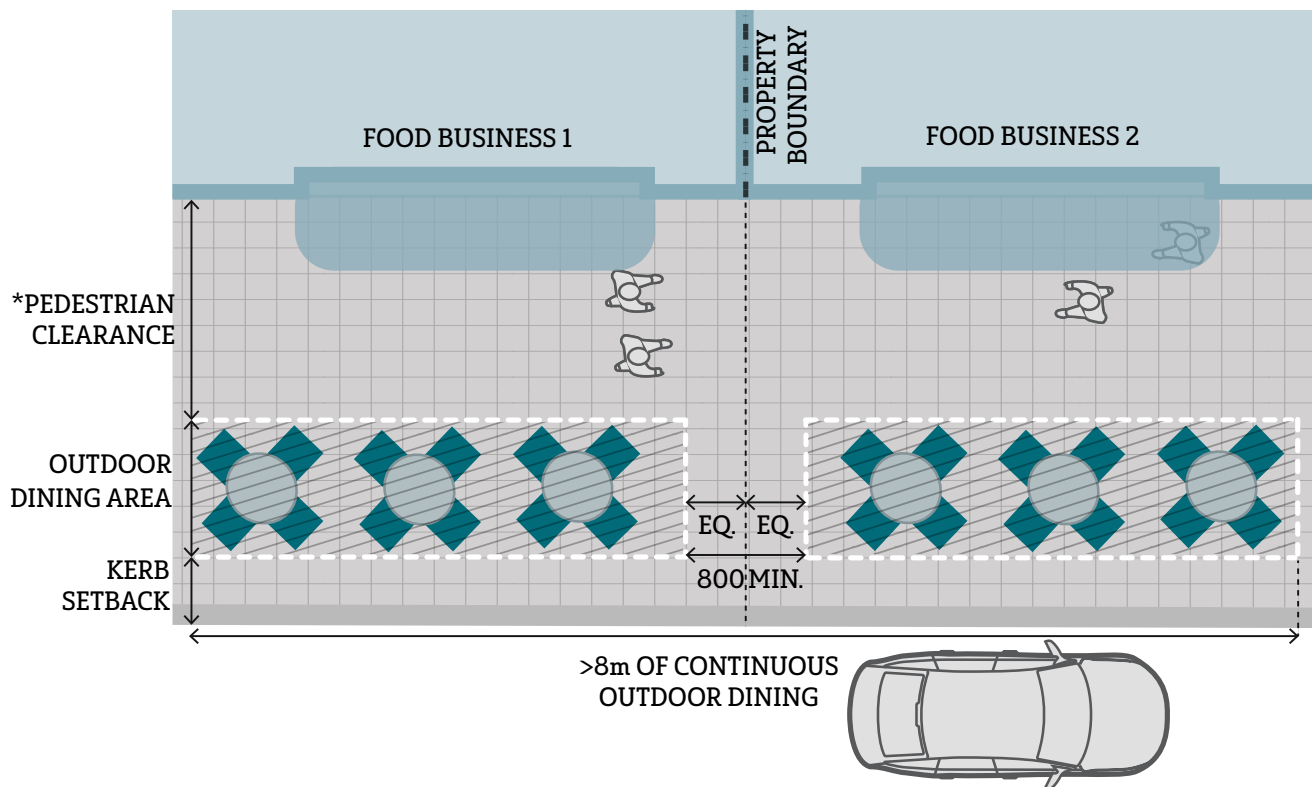 PROPERTY
BOUNDARY
FOOD BUSINESS 1
FOOD BUSINESS 2
*PEDESTRIAN
CLEARANCE
OUTDOOR
DINING AREA
EQ. EQ.
800 MIN.
KERB
SETBACK
>8m OF CONTINUOUS
OUTDOOR DINING